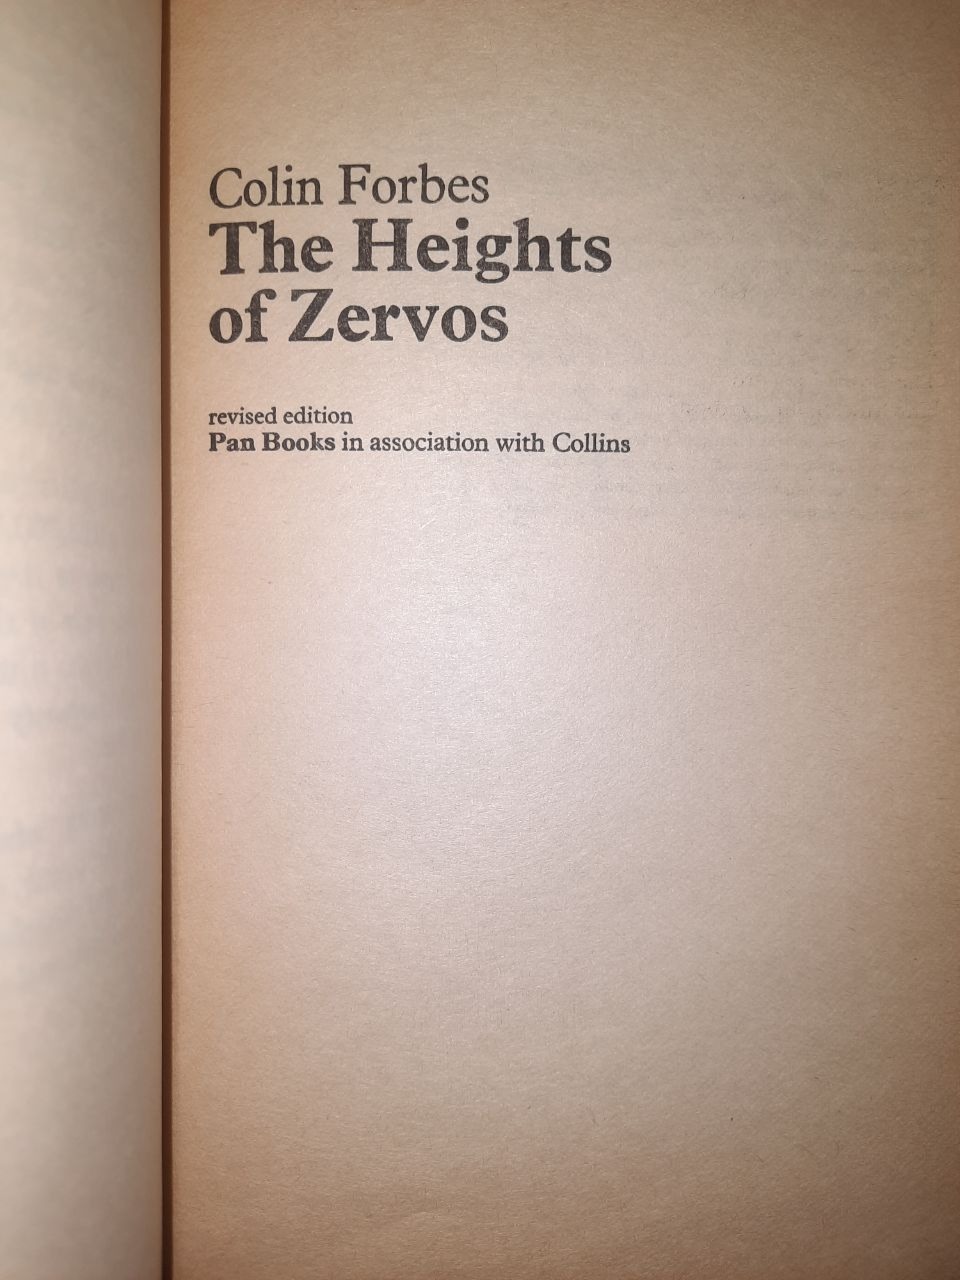 Colin Forbes
The Heights
of Zervos
revised edition
Pan Books in association with Collins